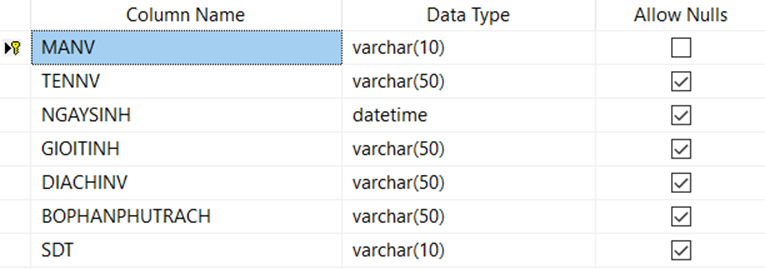 Column Name Data Type Allow Nulls
MANV varchar(10)
TENNV varchar(50)
NGAYSINH datetime
GIOITINH varchar(50)
DIACHINV varchar(50)
BOPHANPHUTRACH varchar(50)
SDT varchar(10)